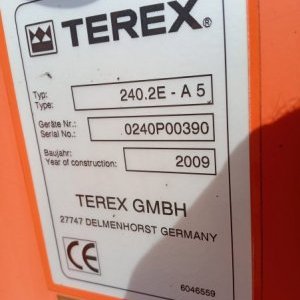 TEREX®
Typ:
Type:
240.2E - A 5
Geräte Nr.:
Serial No.:
0240P00390
Baujahr:
Year of construction:
2009
TEREX GMBH
27747 DELMENHORST GERMANY
CE
6046559